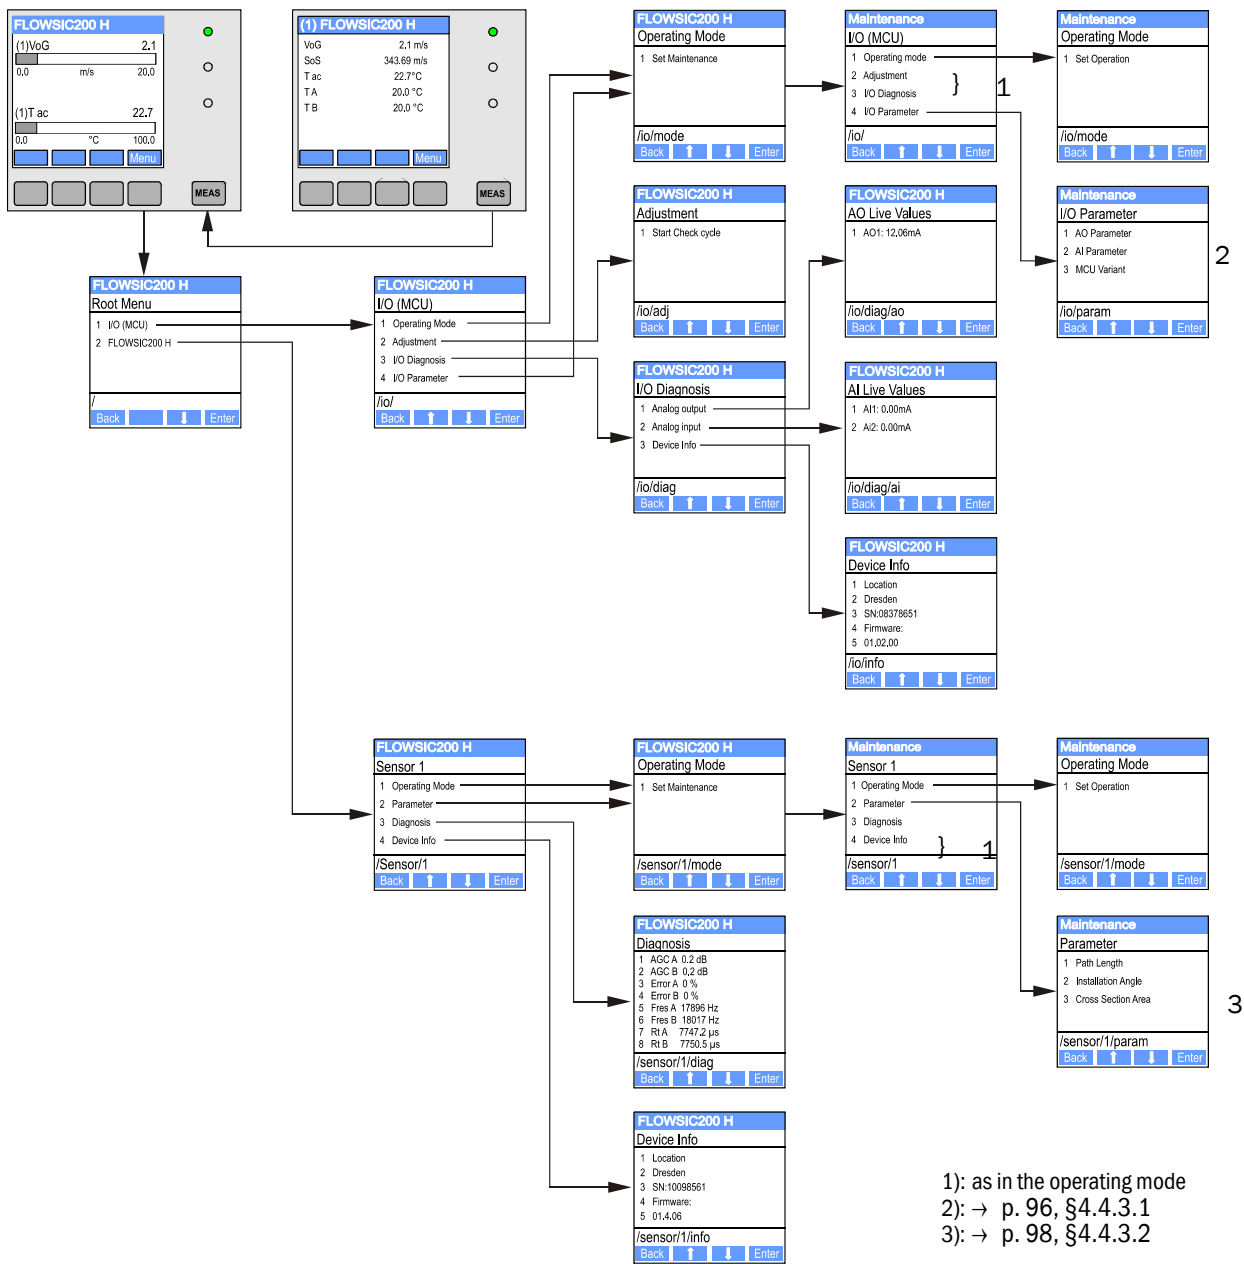 FLOWSIC200 H
(1)VoG 2.1
0.0 m/s 20.0
(1)T ac 22.7
0.0 °C 100.0
Menu
MEAS
(1) FLOWSIC200 H
VoG 2.1 m/s
SoS 343.69 m/s
T ac 22.7°C
T A 20.0 °C
T B 20.0 °C
Menu
MEAS
FLOWSIC200 H
Operating Mode
1 Set Maintenance
/io/mode
Back Enter
Maintenance
I/O (MCU)
1 Operating mode
2 Adjustment
3 I/O Diagnosis
4 I/O Parameter
} 1
/io/
Back Enter
Maintenance
Operating Mode
1 Set Operation
/io/mode
Back Enter
FLOWSIC200 H
Adjustment
1 Start Check cycle
/io/adj
Back Enter
FLOWSIC200 H
AO Live Values
1 AO1: 12,06mA
/io/diag/ao
Back Enter
Maintenance
I/O Parameter
1 AO Parameter
2 AI Parameter
3 MCU Variant
2
/io/param
Back Enter
FLOWSIC200 H
Root Menu
1 I/O (MCU)
2 FLOWSIC200 H
/
Back Enter
FLOWSIC200 H
I/O (MCU)
1 Operating Mode
2 Adjustment
3 I/O Diagnosis
4 I/O Parameter
/io/
Back Enter
FLOWSIC200 H
I/O Diagnosis
1 Analog output
2 Analog input
3 Device Info
/io/diag
Back Enter
FLOWSIC200 H
AI Live Values
1 AI1: 0.00mA
2 Ai2: 0.00mA
/io/diag/ai
Back Enter
FLOWSIC200 H
Device Info
1 Location
2 Dresden
3 SN:08378651
4 Firmware:
5 01.02.00
/io/info
Back Enter
FLOWSIC200 H
Sensor 1
1 Operating Mode
2 Parameter
3 Diagnosis
4 Device Info
/Sensor/1
Back Enter
FLOWSIC200 H
Operating Mode
1 Set Maintenance
/sensor/1/mode
Back Enter
Maintenance
Sensor 1
1 Operating Mode
2 Parameter
3 Diagnosis
4 Device Info
} 1
/sensor/1
Back Enter
Maintenance
Operating Mode
1 Set Operation
/sensor/1/mode
Back Enter
FLOWSIC200 H
Diagnosis
1 AGC A 0.2 dB
2 AGC B 0,2 dB
3 Error A 0 %
4 Error B 0 %
5 Fres A 17896 Hz
6 Fres B 18017 Hz
7 Rt A 7747.2 µs
8 Rt B 7750.5 µs
/sensor/1/diag
Back Enter
Maintenance
Parameter
1 Path Length
2 Installation Angle
3 Cross Section Area
3
/sensor/1/param
Back Enter
FLOWSIC200 H
Device Info
1 Location
2 Dresden
3 SN:10098561
4 Firmware:
5 01.4.06
/sensor/1/info
Back Enter
1): as in the operating mode
2): → p. 96, §4.4.3.1
3): → p. 98, §4.4.3.2